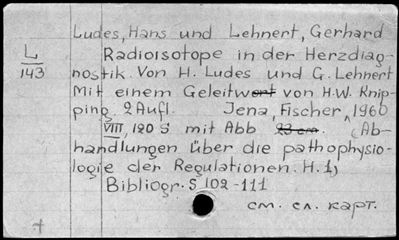 Ludes, Hans und Lehnert, Gerhard
L
143
Radioisotope in der Herzdiag-
nostik. Von H. Ludes und G. Lehnert
Mit einem Geleitwort von H.W. Knip-
ping. 2 Aufl. Jena, Fischer, 1960
VIII, 120 S mit Abb 23 cm. (Ab-
handlungen über die pathophysio-
logie der Regulationen. H. 1)
Bibliogr. S 102-111
см. сл. карт.